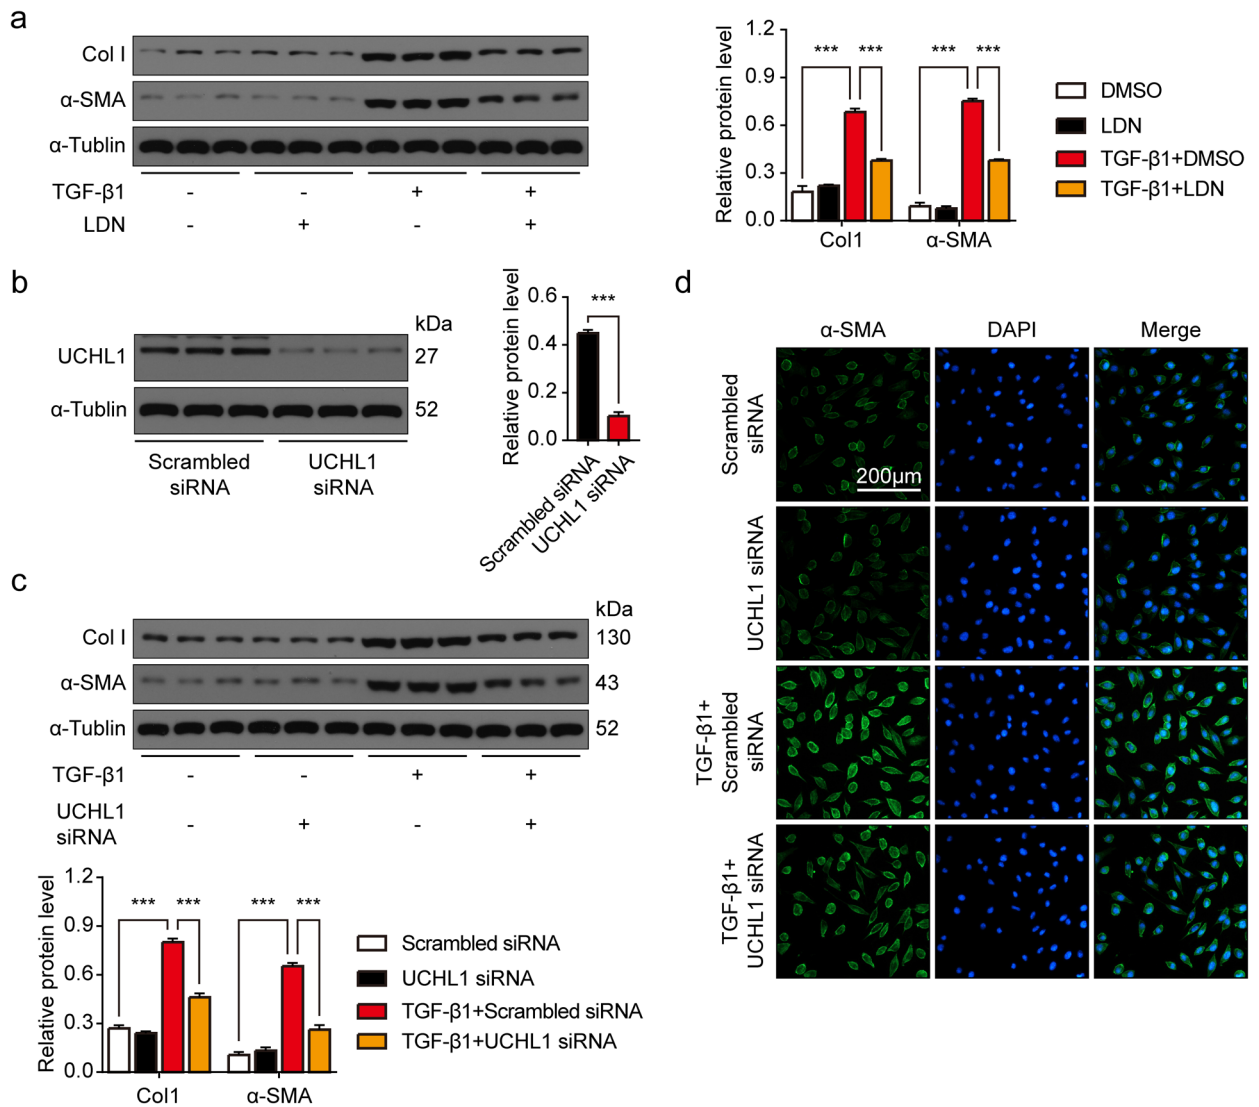 a
Col I
α-SMA
α-Tublin
TGF-β1
- - + +
LDN
- + - +
Relative protein level
1.2
0.9
0.6
0.3
0.0
*** *** *** ***
Col1 α-SMA
DMSO
LDN
TGF-β1+DMSO
TGF-β1+LDN
b
kDa
UCHL1 27
α-Tublin 52
Scrambled
siRNA
UCHL1
siRNA
Relative protein level
0.6
0.4
0.2
0.0
***
Scrambled siRNA
UCHL1 siRNA
c
kDa
Col I 130
α-SMA 43
α-Tublin 52
TGF-β1 - - + +
UCHL1
siRNA
- + - +
Relative protein level
1.2
0.9
0.6
0.3
0.0
*** *** *** ***
Col1 α-SMA
Scrambled siRNA
UCHL1 siRNA
TGF-β1+Scrambled siRNA
TGF-β1+UCHL1 siRNA
d
α-SMA DAPI Merge
Scrambled
siRNA
200μm
UCHL1 siRNA
TGF-β1+
Scrambled
siRNA
TGF-β1+
UCHL1 siRNA